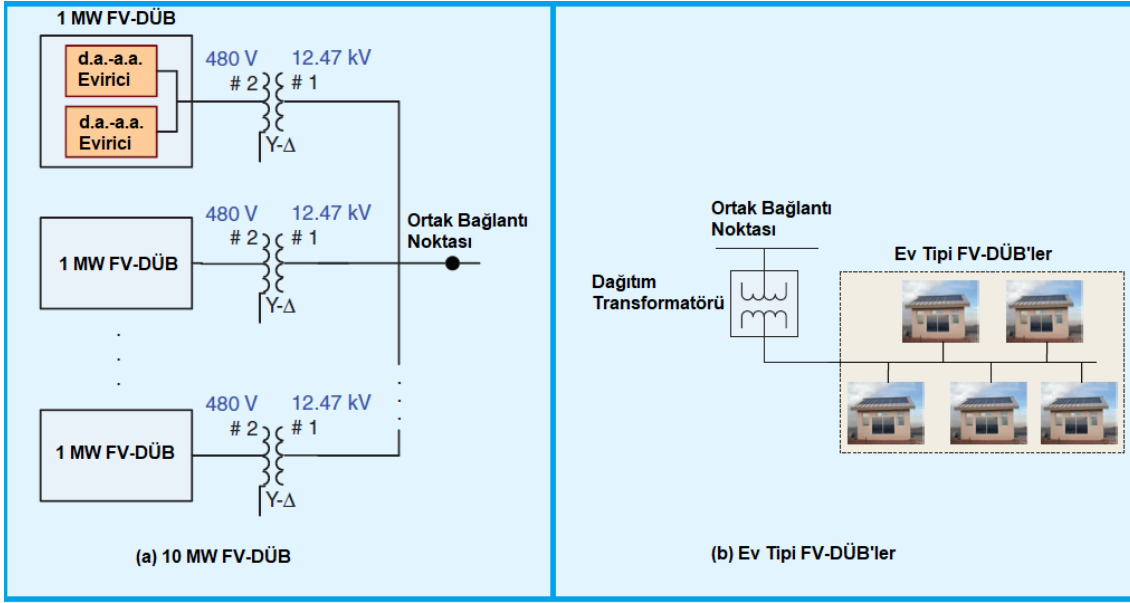 1 MW FV-DÜB
d.a.-a.a.
Evirici
d.a.-a.a.
Evirici
480 V
12.47 kV
# 2
# 1
Y-Δ
1 MW FV-DÜB
480 V
12.47 kV
# 2
# 1
Y-Δ
Ortak Bağlantı
Noktası
1 MW FV-DÜB
480 V
12.47 kV
# 2
# 1
Y-Δ
(a) 10 MW FV-DÜB
Ortak Bağlantı
Noktası
Dağıtım
Transformatörü
Ev Tipi FV-DÜB'ler
(b) Ev Tipi FV-DÜB'ler